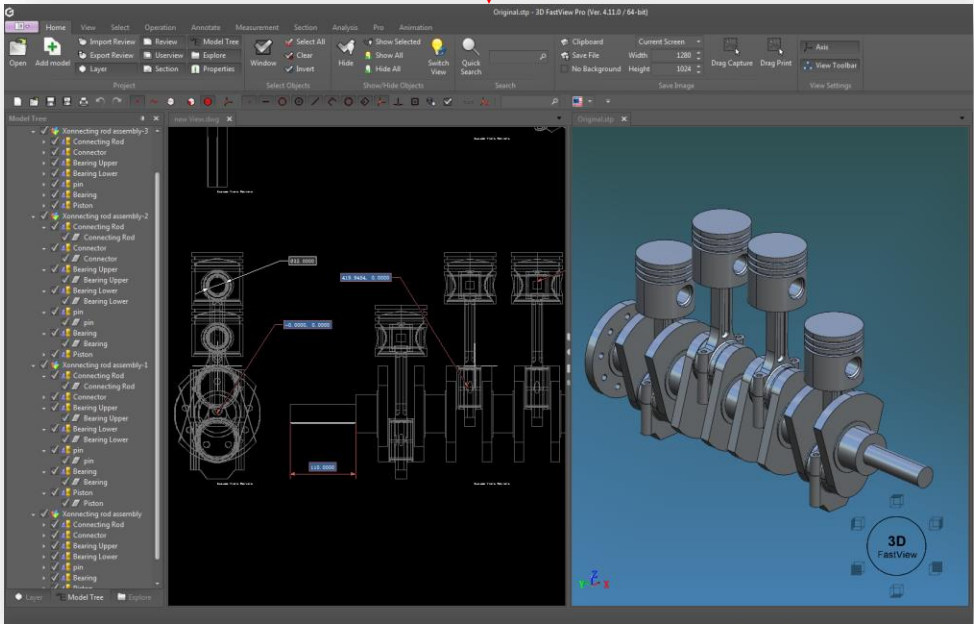 Original.stp - 3D FastView Pro (Ver. 4.11.0 / 64-bit)
Home View Select Operation Annotate Measurement Section Analysis Pro Animation
Open
Add model
Import Review
Export Review
Layer
Review
Userview
Section
Model Tree
Explore
Properties
Project
Window
Select All
Clear
Invert
Select Objects
Hide
Show Selected
Show All
Hide All
Switch View
Show/Hide Objects
Quick Search
Search
Clipboard
Save File
No Background
Current Screen
Width 1280
Height 1024
Drag Capture
Drag Print
Save Image
Axis
View Toolbar
View Settings
Model Tree
Xonnecting rod assembly-3
Connecting Rod
Connector
Bearing Upper
Bearing Lower
pin
Bearing
Piston
Xonnecting rod assembly-2
Connecting Rod
Connecting Rod
Connector
Connector
Bearing Upper
Bearing Upper
Bearing Lower
Bearing Lower
pin
pin
Bearing
Bearing
Piston
Xonnecting rod assembly-1
Connecting Rod
Connecting Rod
Connector
Bearing Upper
Bearing Upper
Bearing Lower
Bearing Lower
pin
pin
Bearing
Bearing
Piston
Piston
Xonnecting rod assembly
Connecting Rod
Connector
Bearing Upper
Bearing Lower
pin
Bearing
Piston
Layer Model Tree Explore
new View.dwg
-0.0000, 0.0000
110.0000
Original.stp
3D
FastView
Z
Y
X